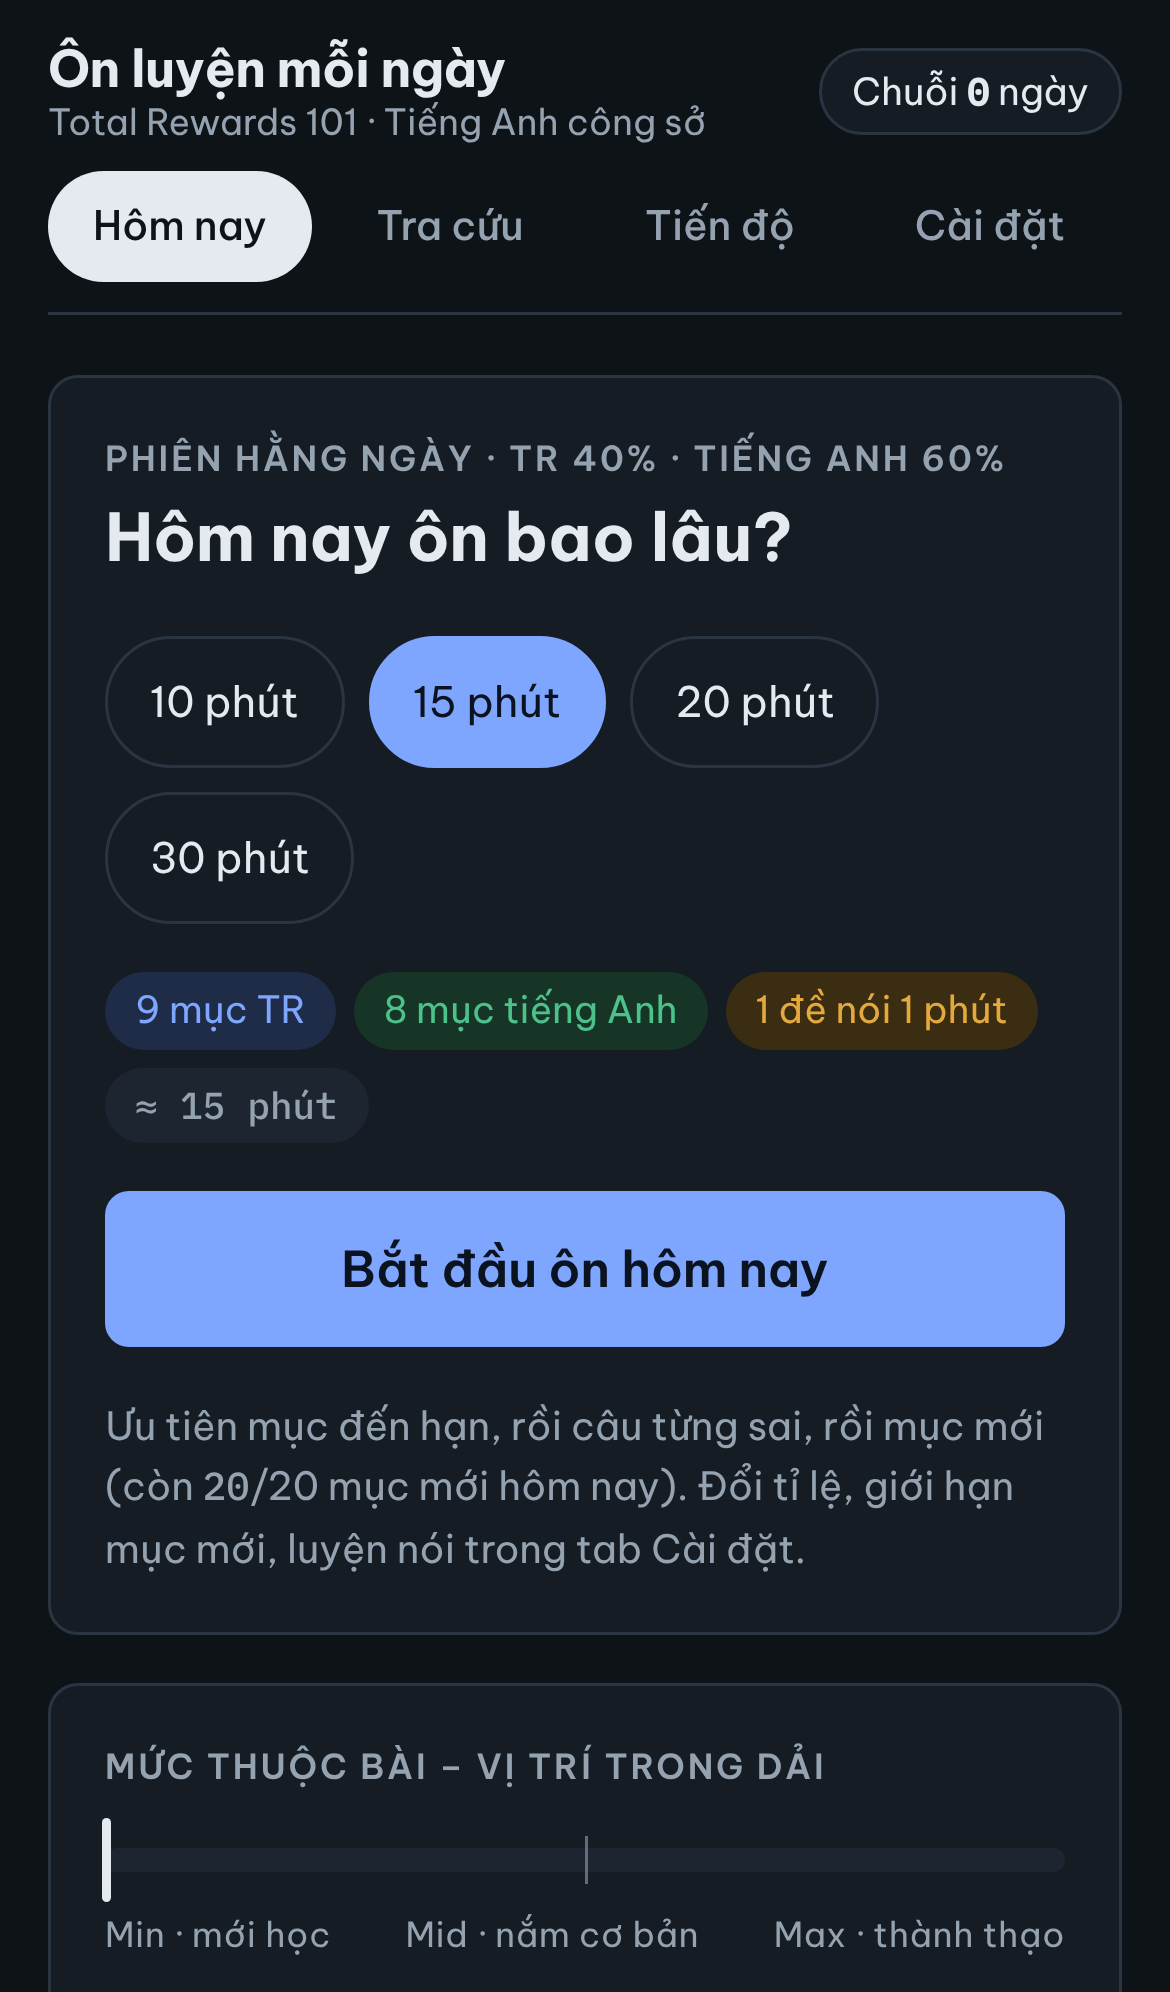 Ôn luyện mỗi ngày
Total Rewards 101 · Tiếng Anh công sở
Chuỗi 0 ngày
Hôm nay
Tra cứu
Tiến độ
Cài đặt
PHIÊN HẰNG NGÀY · TR 40% · TIẾNG ANH 60%
Hôm nay ôn bao lâu?
10 phút
15 phút
20 phút
30 phút
9 mục TR
8 mục tiếng Anh
1 đề nói 1 phút
≈ 15 phút
Bắt đầu ôn hôm nay
Ưu tiên mục đến hạn, rồi câu từng sai, rồi mục mới
(còn 20/20 mục mới hôm nay). Đổi tỉ lệ, giới hạn
mục mới, luyện nói trong tab Cài đặt.
MỨC THUỘC BÀI – VỊ TRÍ TRONG DẢI
Min · mới học
Mid · nắm cơ bản
Max · thành thạo